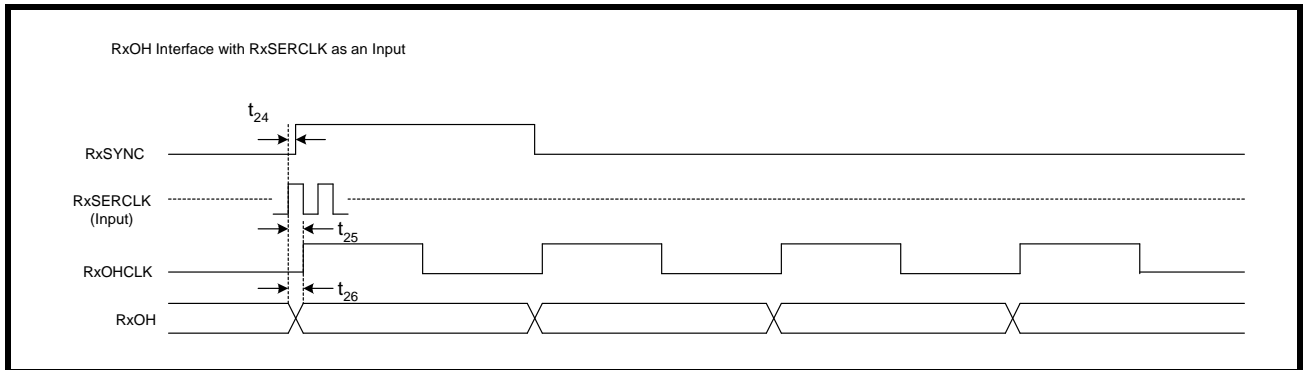 RxOH Interface with RxSERCLK as an Input
t24
RxSYNC
RxSERCLK
(Input)
t25
RxOHCLK
t26
RxOH